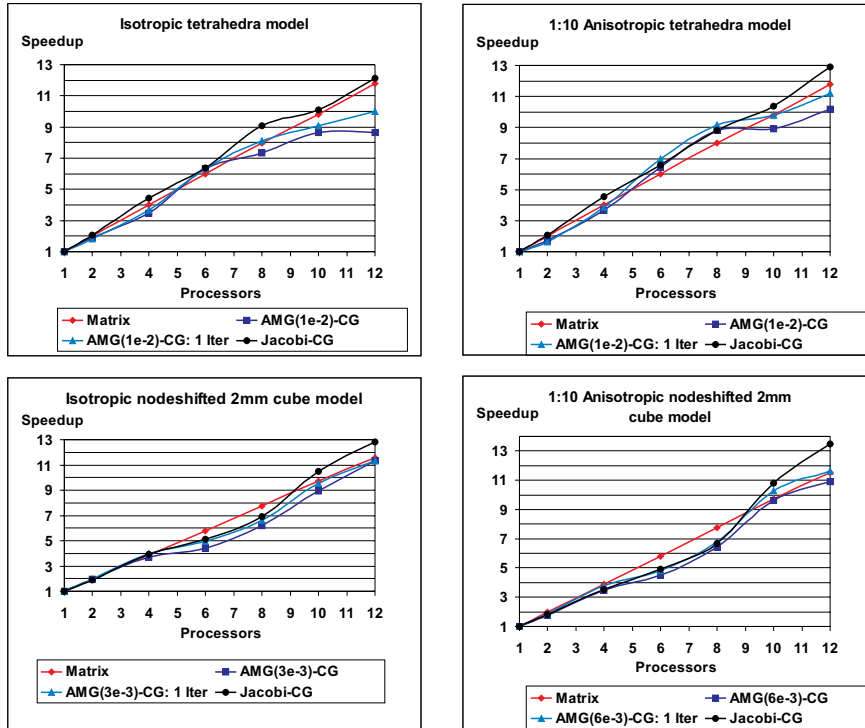 Isotropic tetrahedra model
Speedup
13
11
9
7
5
3
1
1 2 3 4 5 6 7 8 9 10 11 12
Processors
Matrix AMG(1e-2)-CG
AMG(1e-2)-CG: 1 Iter Jacobi-CG
1:10 Anisotropic tetrahedra model
Speedup
13
11
9
7
5
3
1
1 2 3 4 5 6 7 8 9 10 11 12
Processors
Matrix AMG(1e-2)-CG
AMG(1e-2)-CG: 1 Iter Jacobi-CG
Isotropic nodeshifted 2mm cube model
Speedup
13
11
9
7
5
3
1
1 2 3 4 5 6 7 8 9 10 11 12
Processors
Matrix AMG(3e-3)-CG
AMG(3e-3)-CG: 1 Iter Jacobi-CG
1:10 Anisotropic nodeshifted 2mm
cube model
Speedup
13
11
9
7
5
3
1
1 2 3 4 5 6 7 8 9 10 11 12
Processors
Matrix AMG(6e-3)-CG
AMG(6e-3)-CG: 1 Iter Jacobi-CG